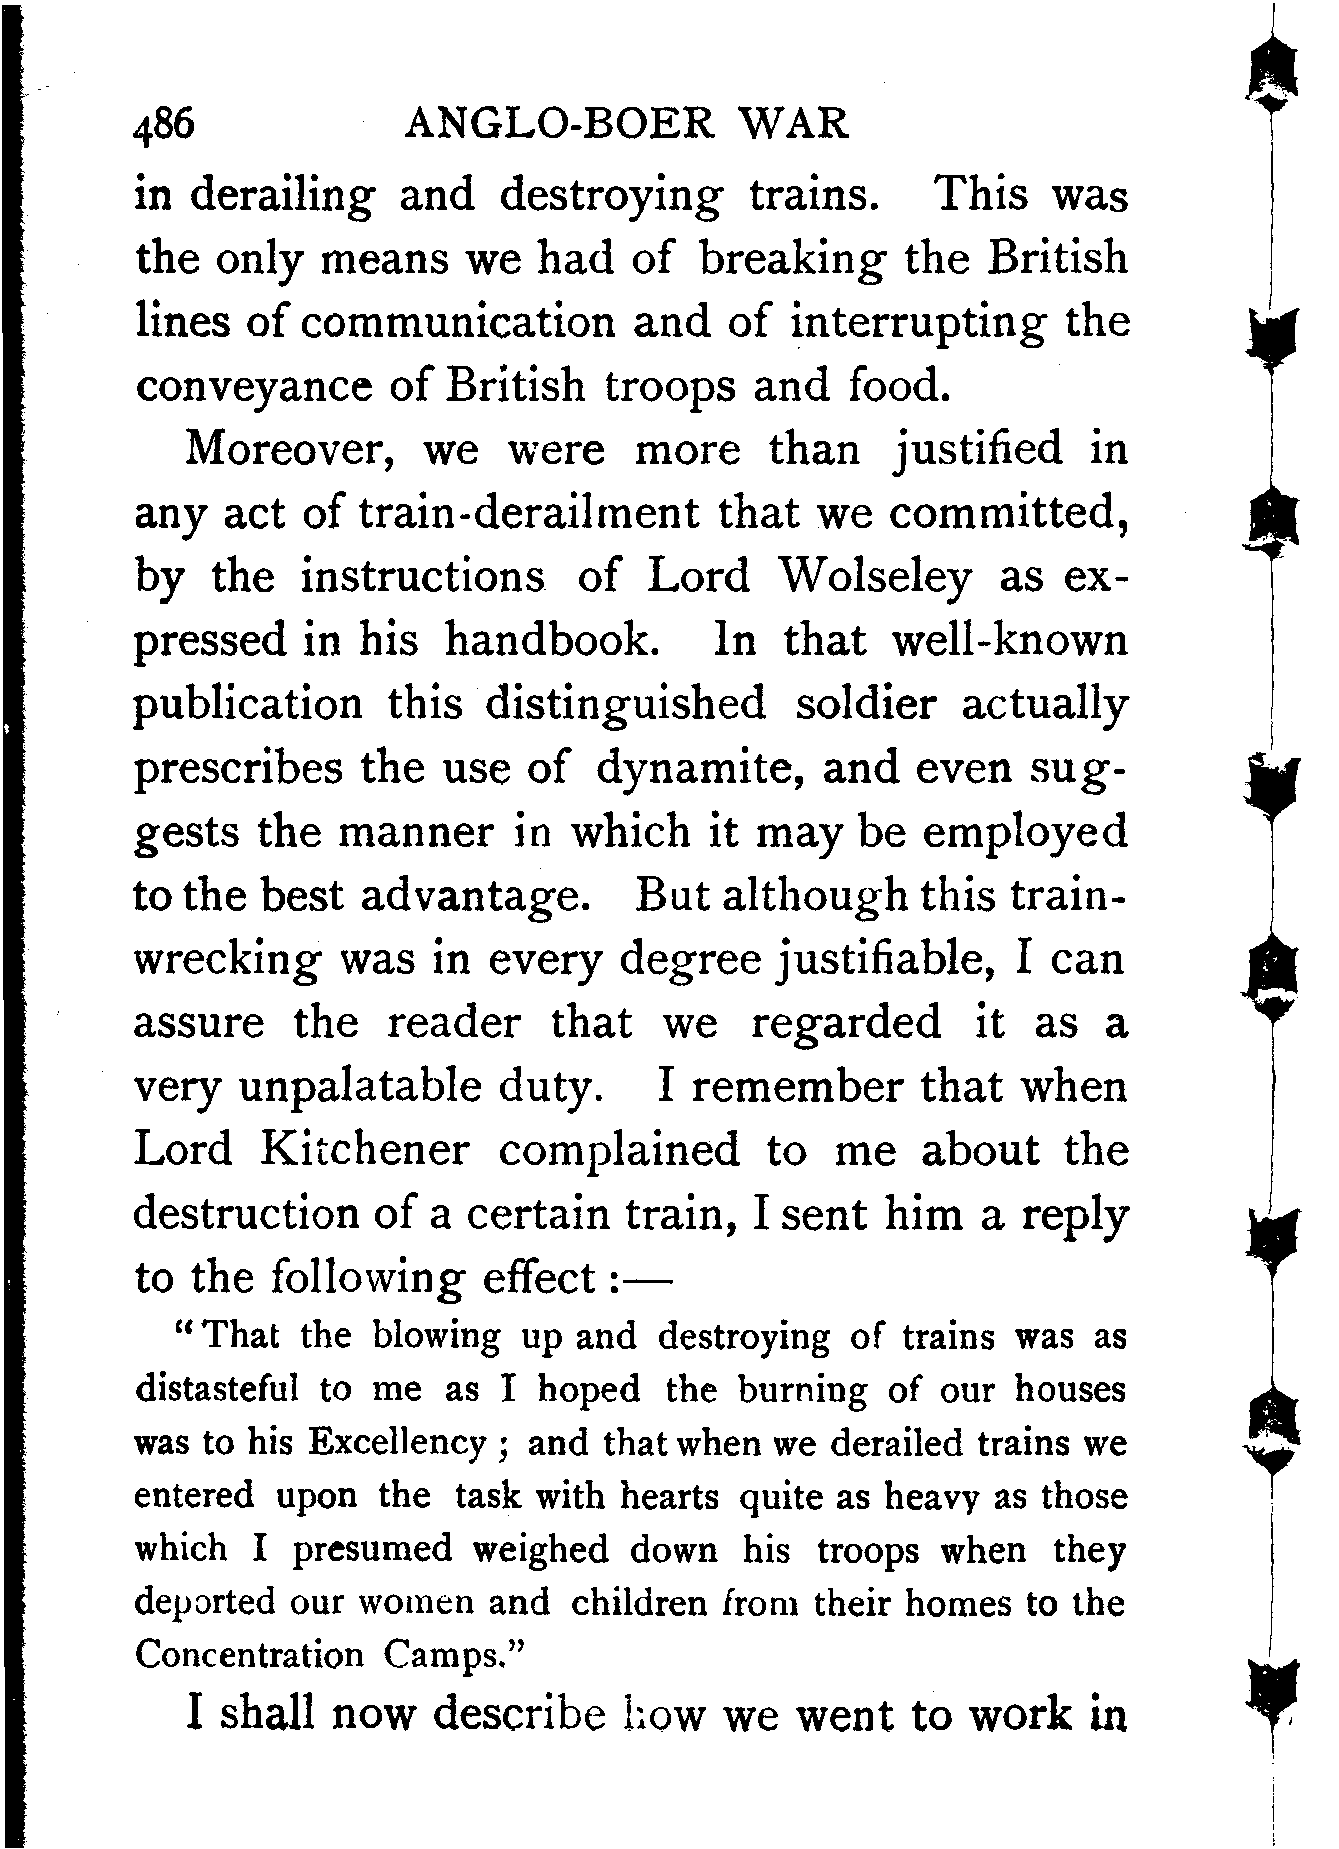 486 ANGLO-BOER WAR
in derailing and destroying trains. This was
the only means we had of breaking the British
lines of communication and of interrupting the
conveyance of British troops and food.
Moreover, we were more than justified in
any act of train-derailment that we committed,
by the instructions of Lord Wolseley as ex-
pressed in his handbook. In that well-known
publication this distinguished soldier actually
prescribes the use of dynamite, and even sug-
gests the manner in which it may be employed
to the best advantage. But although this train-
wrecking was in every degree justifiable, I can
assure the reader that we regarded it as a
very unpalatable duty. I remember that when
Lord Kitchener complained to me about the
destruction of a certain train, I sent him a reply
to the following effect :—
“That the blowing up and destroying of trains was as
distasteful to me as I hoped the burning of our houses
was to his Excellency ; and that when we derailed trains we
entered upon the task with hearts quite as heavy as those
which I presumed weighed down his troops when they
deported our women and children from their homes to the
Concentration Camps.”
I shall now describe how we went to work in